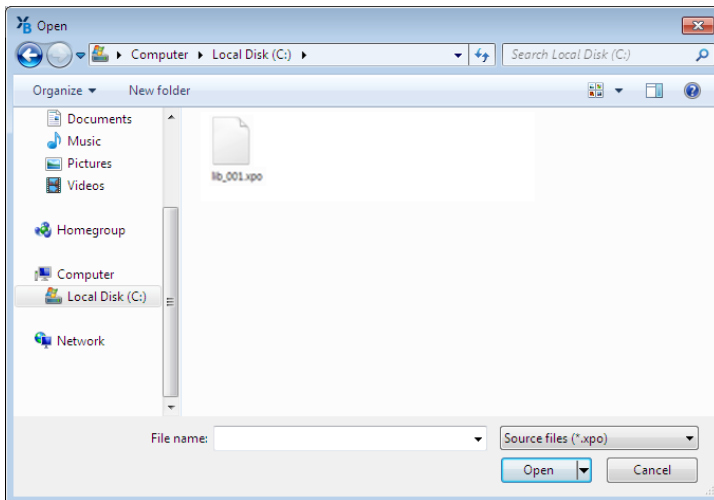 Open
Computer Local Disk (C:) Search Local Disk (C:)
Organize New folder
Documents
Music
Pictures
Videos
lib_001.xpo
Homegroup
Computer
Local Disk (C:)
Network
File name: Source files (*.xpo)
Open Cancel